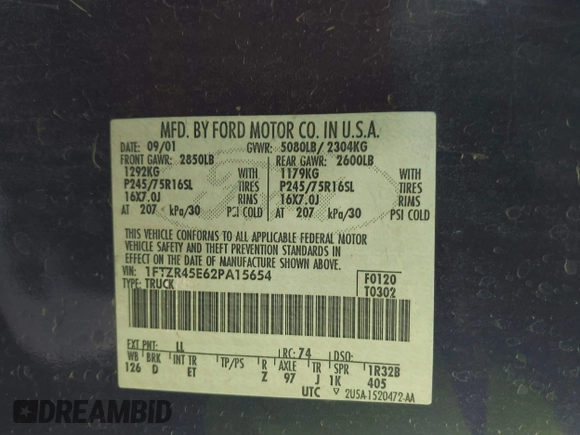 MFD. BY FORD MOTOR CO. IN U.S.A.
DATE: 09/01 GVWR: 5080LB/ 2304KG
FRONT GAWR: 2850LB REAR GAWR: 2600LB
1292KG WITH 1179KG WITH
P245/75R16SL TIRES P245/75R16SL TIRES
16X7.0J RIMS 16X7.0J RIMS
AT 207 kPa/30 PSI COLD AT 207 kPa/30 PSI COLD
THIS VEHICLE CONFORMS TO ALL APPLICABLE FEDERAL MOTOR
VEHICLE SAFETY AND THEFT PREVENTION STANDARDS IN
EFFECT ON THE DATE OF MANUFACTURE SHOWN ABOVE.
VIN: 1FTZR45E62PA15654 F0120
TYPE: TRUCK T0302
EXT PNT: LL RC: 74 DSO:
WB BRK INT TR TP/PS R AXLE TR SPR 1R32B
126 D ET Z 97 J 1K 405
UTC ▽ 2U5A-1520472-AA
DREAMBID